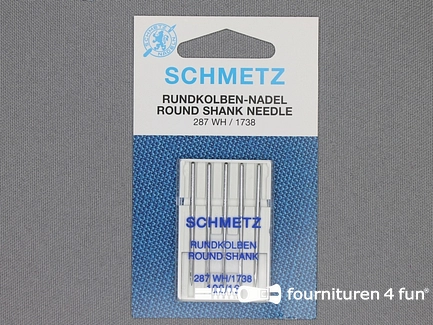 SCHMETZ
SCHMETZ
RUNDKOLBEN-NADEL
ROUND SHANK NEEDLE
287 WH / 1738
SCHMETZ
RUNDKOLBEN
ROUND SHANK
287 WH/1738
fournituren 4 fun®